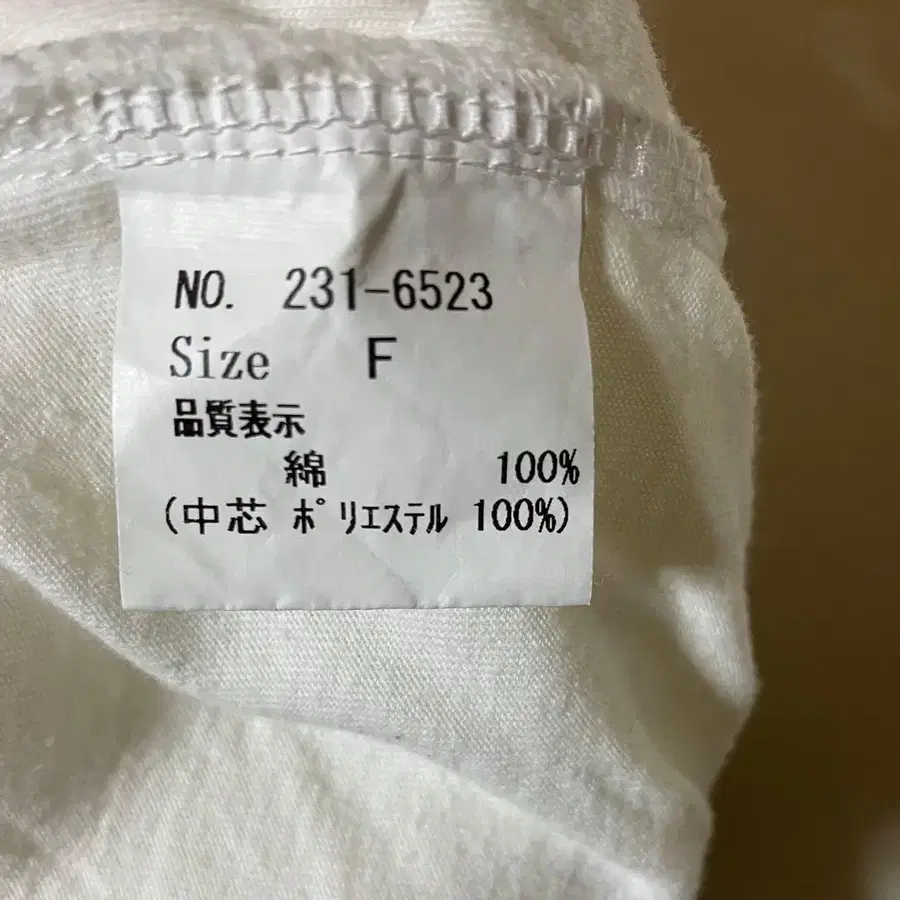 NO. 231-6523
Size F
品質表示
綿 100%
(中芯 ポリエステル 100%)